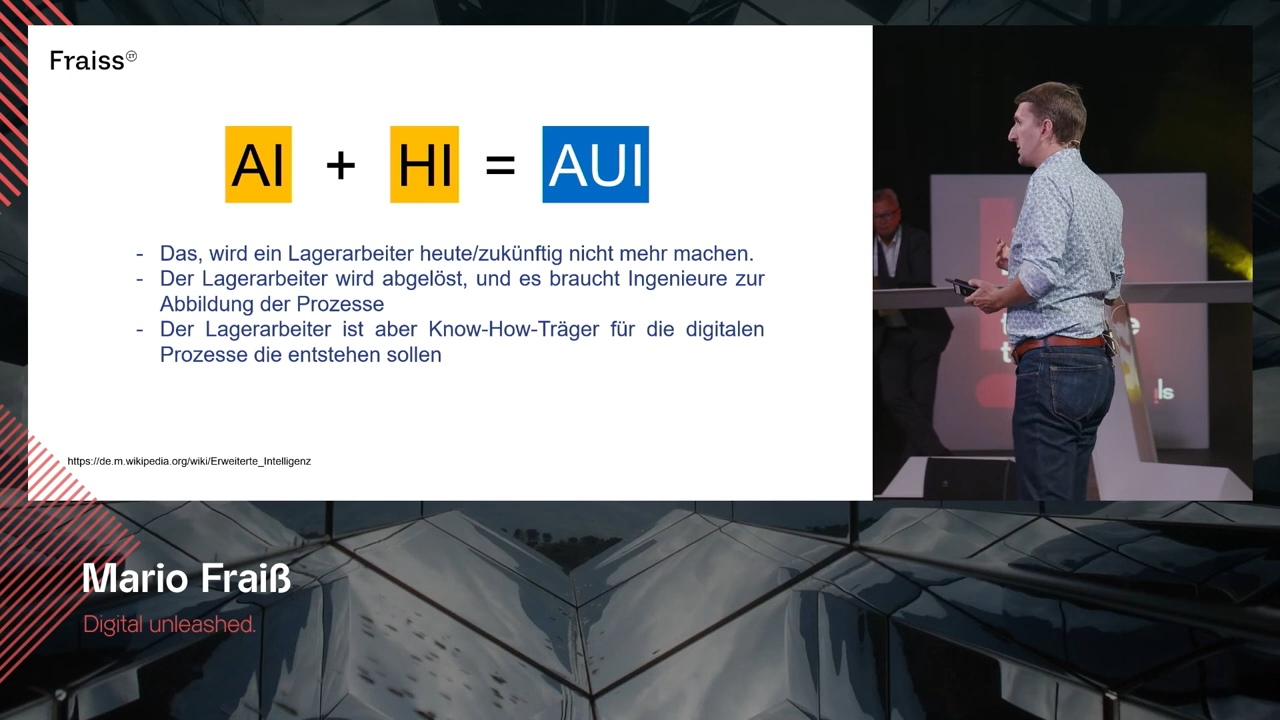 Fraiss
AI + HI = AUI
- Das, wird ein Lagerarbeiter heute/zukünftig nicht mehr machen.
- Der Lagerarbeiter wird abgelöst, und es braucht Ingenieure zur
Abbildung der Prozesse
- Der Lagerarbeiter ist aber Know-How-Träger für die digitalen
Prozesse die entstehen sollen
https://de.m.wikipedia.org/wiki/Erweiterte_Intelligenz
Mario Fraiß
Digital unleashed.